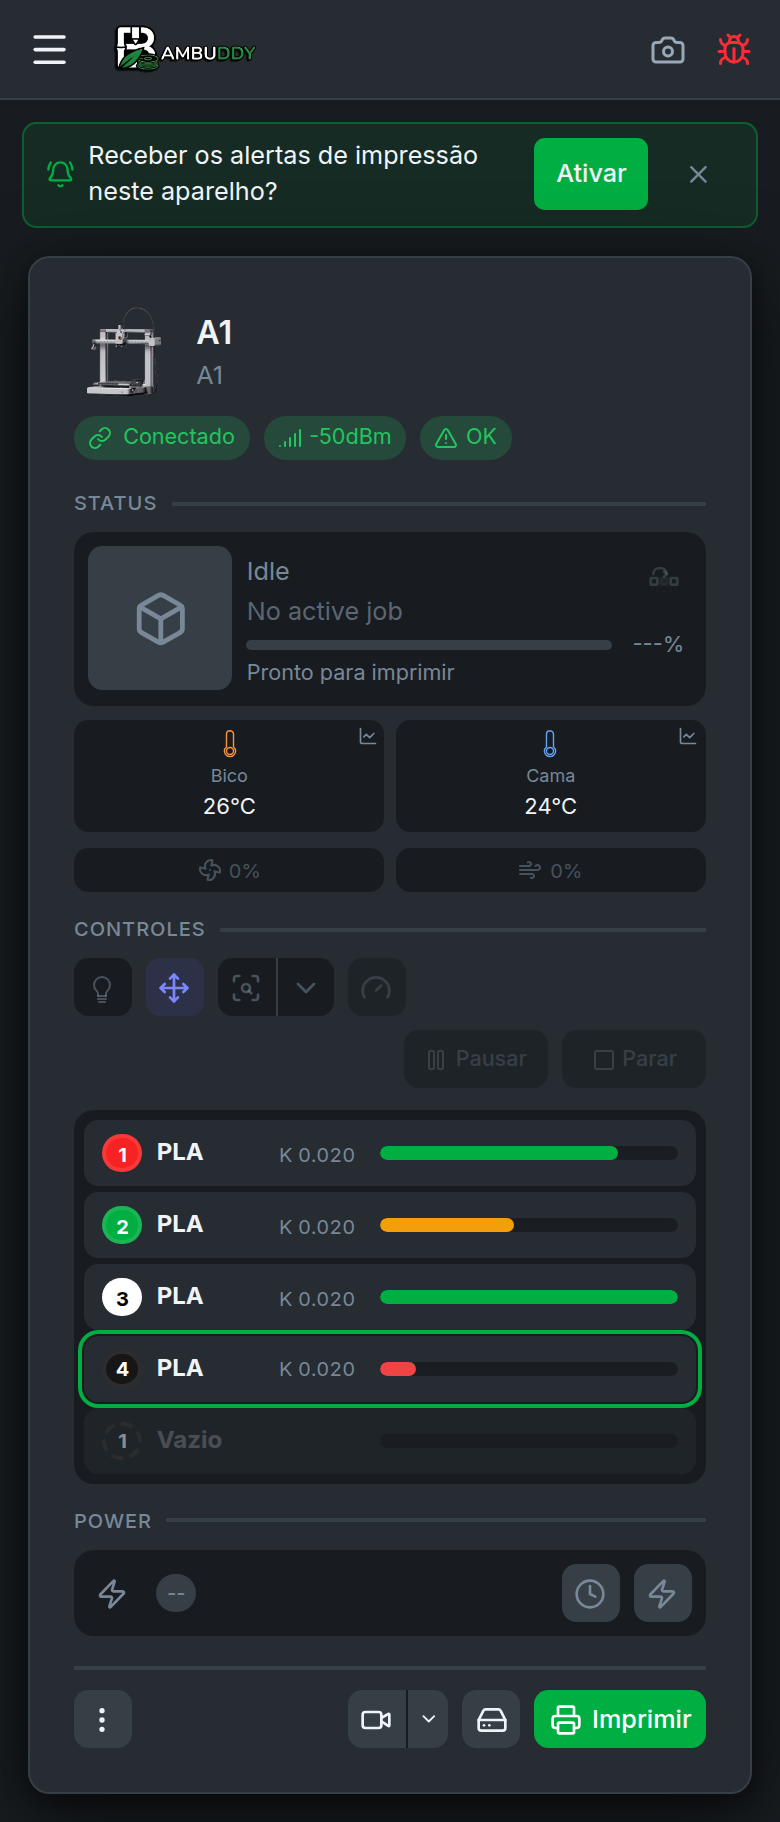 BAMBUDDY
Receber os alertas de impressão
neste aparelho?
Ativar
A1
A1
Conectado
-50dBm
OK
STATUS
Idle
No active job
---%
Pronto para imprimir
Bico
26°C
Cama
24°C
0%
0%
CONTROLES
Pausar
Parar
1 PLA K 0.020
2 PLA K 0.020
3 PLA K 0.020
4 PLA K 0.020
1 Vazio
POWER
--
Imprimir